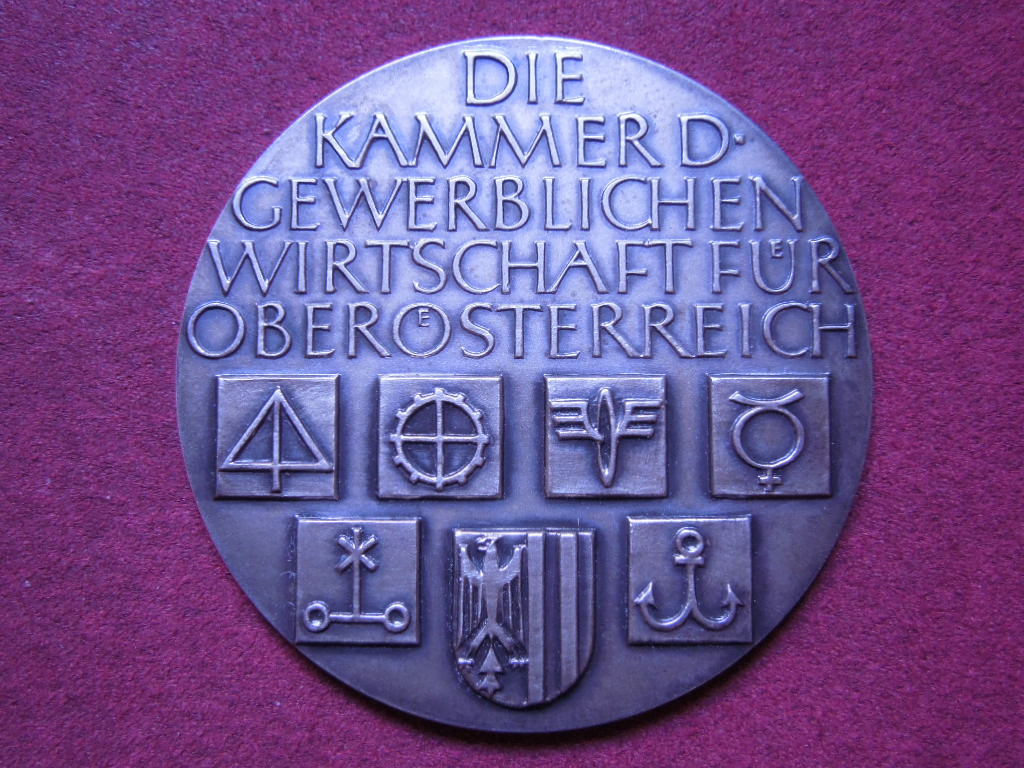 DIE
KAMMER D·
GEWERBLICHEN
WIRTSCHAFT FÜR
OBERÖSTERREICH